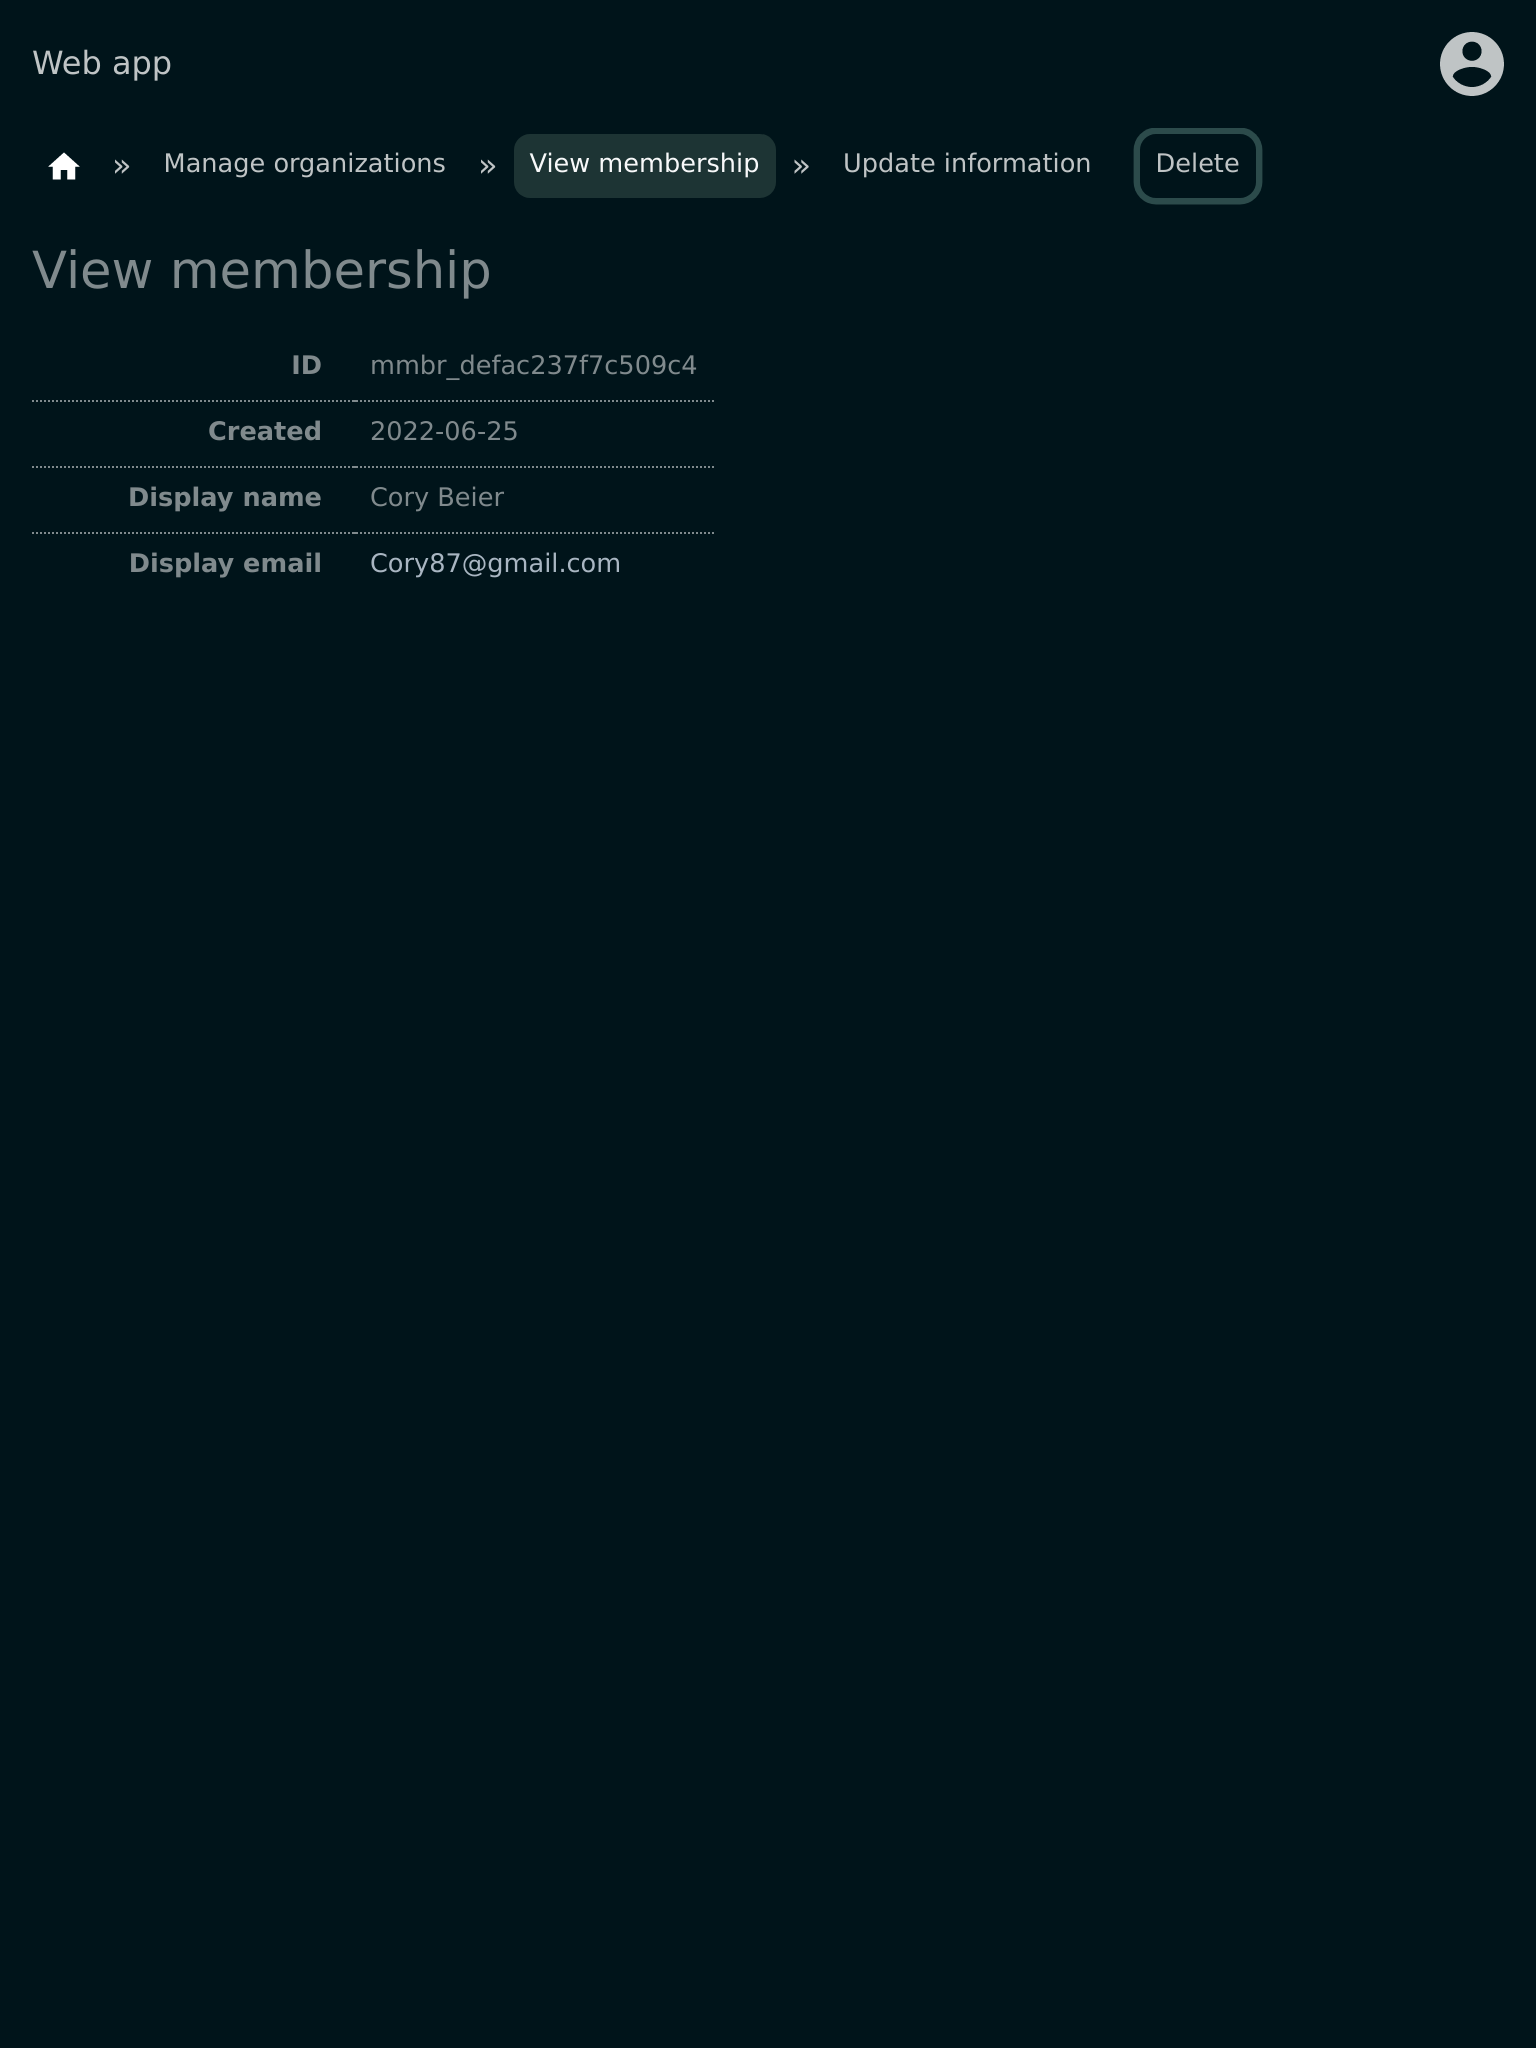 Web app
» Manage organizations » View membership » Update information Delete
View membership
ID mmbr_defac237f7c509c4
Created 2022-06-25
Display name Cory Beier
Display email Cory87@gmail.com